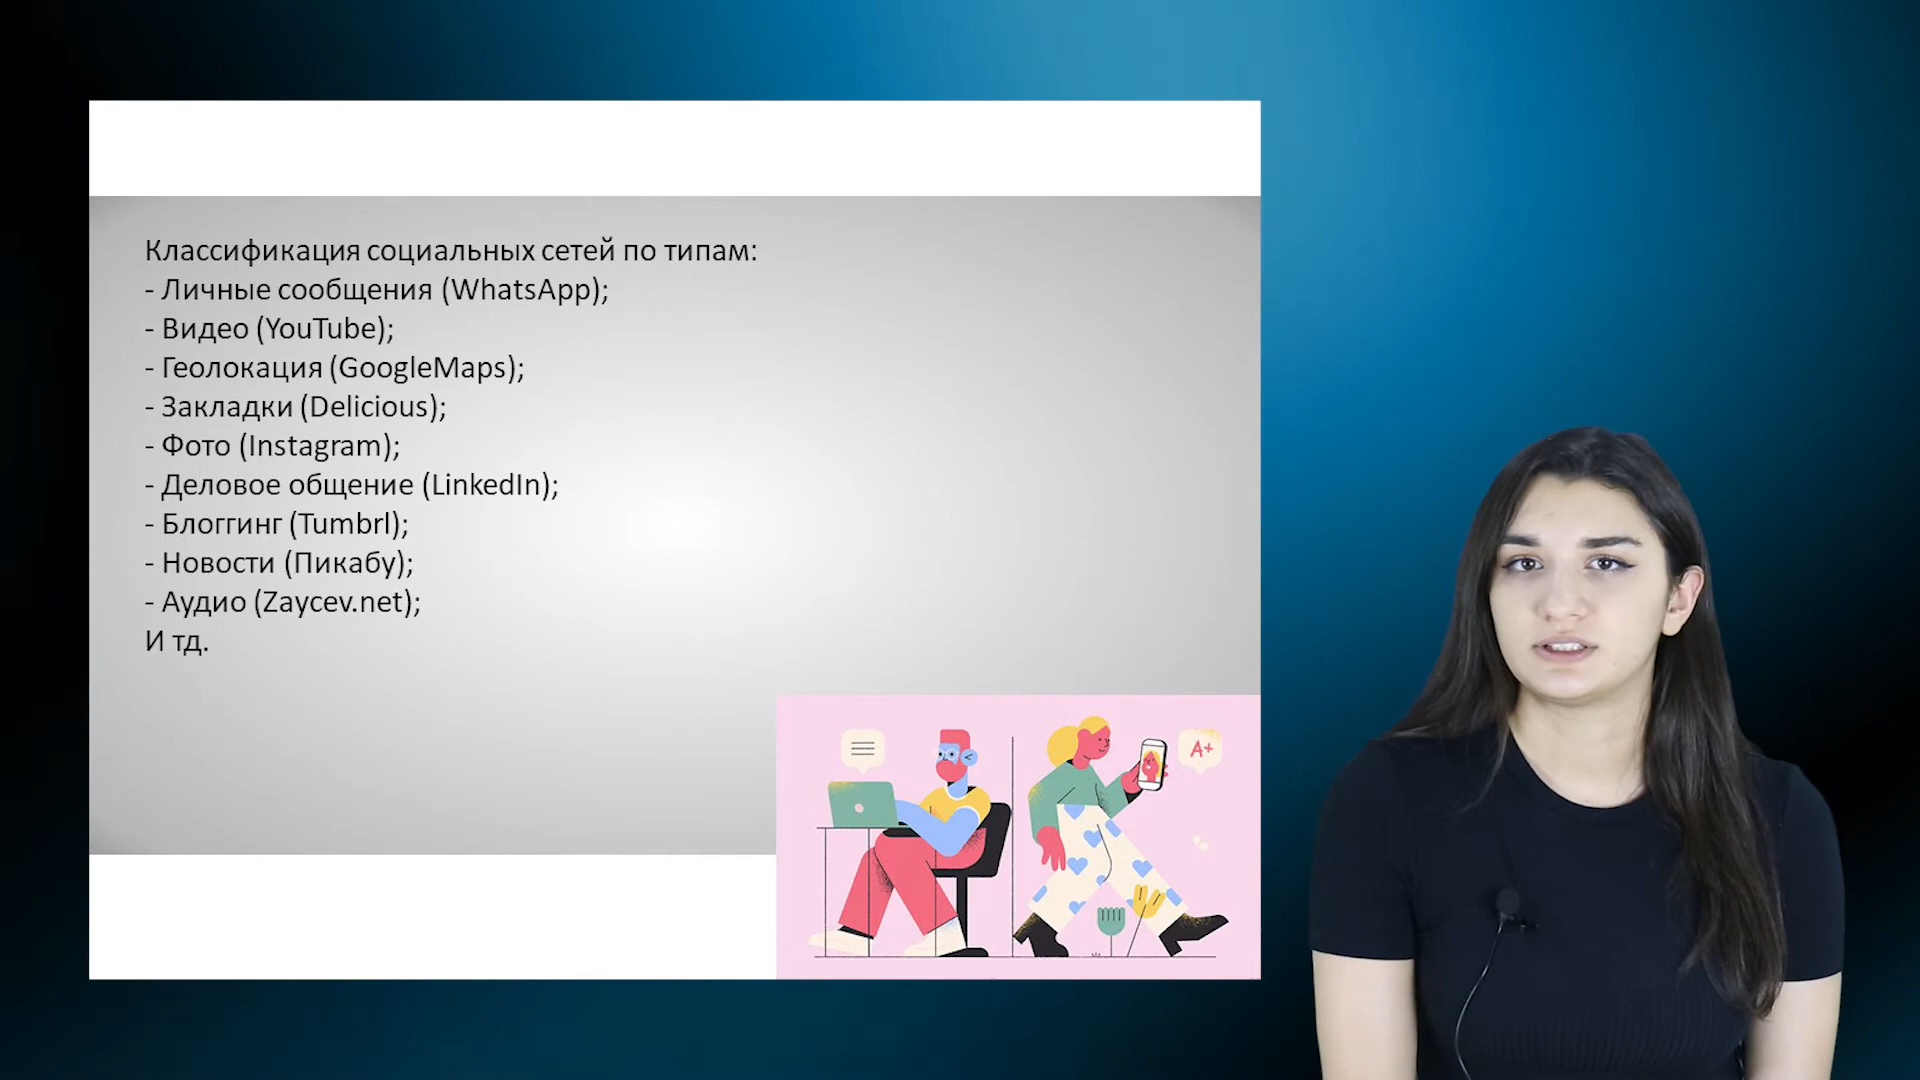 Классификация социальных сетей по типам:
- Личные сообщения (WhatsApp);
- Видео (YouTube);
- Геолокация (GoogleMaps);
- Закладки (Delicious);
- Фото (Instagram);
- Деловое общение (LinkedIn);
- Блоггинг (Tumbrl);
- Новости (Пикабу);
- Аудио (Zaycev.net);
И тд.
A+